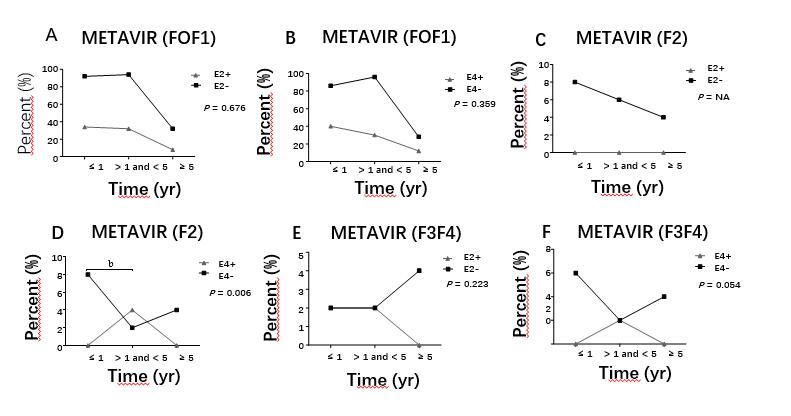 A METAVIR (FOF1)
Percent (%)
100
80
60
40
20
0
≤ 1 > 1 and < 5 ≥ 5
Time (yr)
E2+
E2-
P = 0.676
B METAVIR (FOF1)
Percent (%)
100
80
60
40
20
0
≤ 1 > 1 and < 5 ≥ 5
Time (yr)
E4+
E4-
P = 0.359
C METAVIR (F2)
Percent (%)
10
8
6
4
2
0
≤ 1 > 1 and < 5 ≥ 5
Time (yr)
E2+
E2-
P = NA
D METAVIR (F2)
Percent (%)
10
8
6
4
2
0
b
≤ 1 > 1 and < 5 ≥ 5
Time (yr)
E4+
E4-
P = 0.006
E METAVIR (F3F4)
Percent (%)
5
4
3
2
1
0
≤ 1 > 1 and < 5 ≥ 5
Time (yr)
E2+
E2-
P = 0.223
F METAVIR (F3F4)
Percent (%)
8
6
4
2
0
≤ 1 > 1 and < 5 ≥ 5
Time (yr)
E4+
E4-
P = 0.054